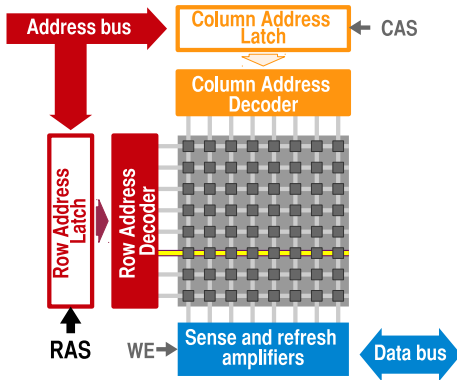 Address bus
Column Address
Latch
CAS
Column Address
Decoder
Row Address
Latch
Row Address
Decoder
RAS
WE
Sense and refresh
amplifiers
Data bus